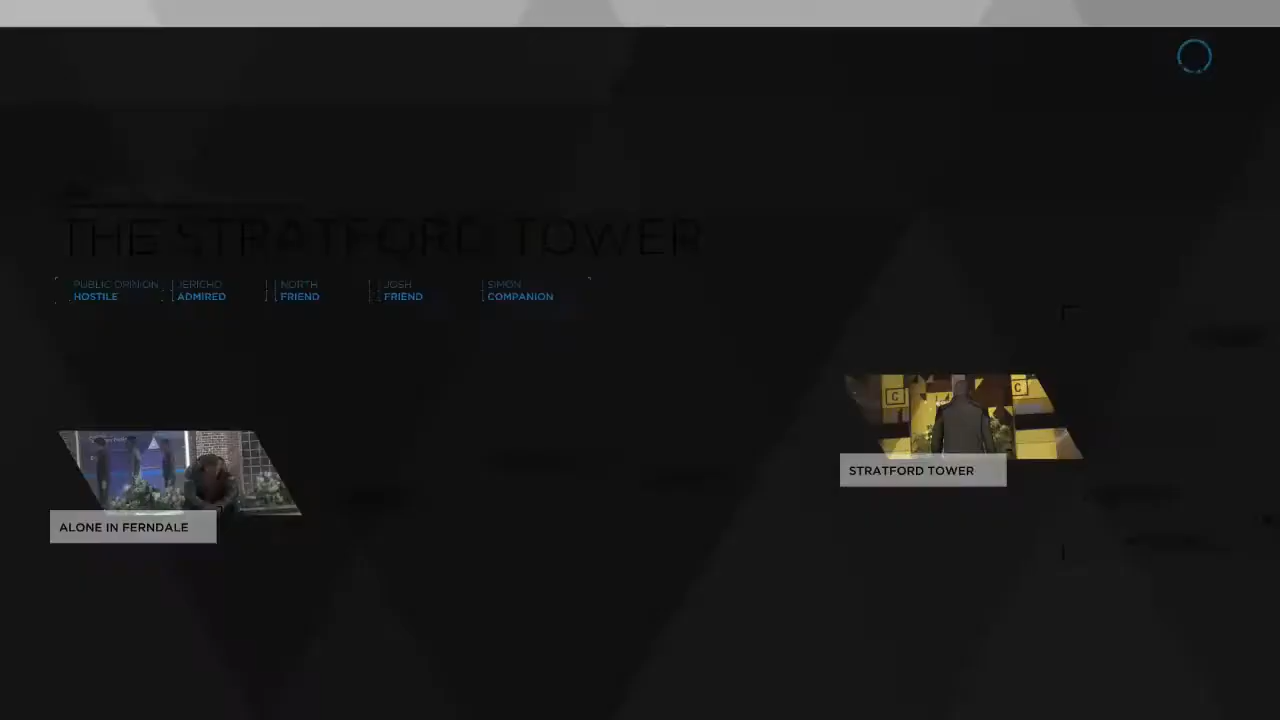 THE STRATFORD TOWER
PUBLIC OPINION
HOSTILE
JERICHO
ADMIRED
NORTH
FRIEND
JOSH
FRIEND
SIMON
COMPANION
C
C
STRATFORD TOWER
ALONE IN FERNDALE